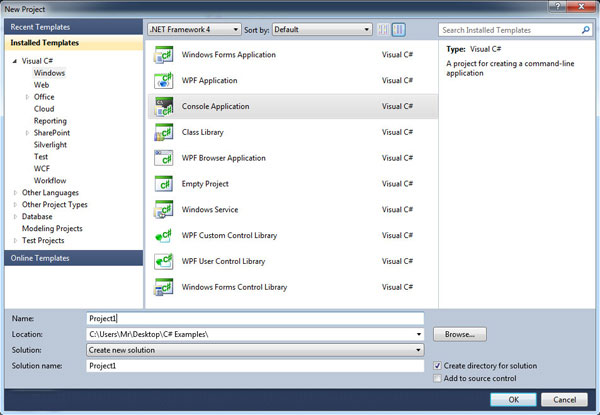 New Project
Recent Templates
.NET Framework 4
Sort by: Default
Search Installed Templates
Installed Templates
Visual C#
Windows
Web
Office
Cloud
Reporting
SharePoint
Silverlight
Test
WCF
Workflow
Other Languages
Other Project Types
Database
Modeling Projects
Test Projects
Online Templates
Windows Forms Application Visual C#
WPF Application Visual C#
Console Application Visual C#
Class Library Visual C#
WPF Browser Application Visual C#
Empty Project Visual C#
Windows Service Visual C#
WPF Custom Control Library Visual C#
WPF User Control Library Visual C#
Windows Forms Control Library Visual C#
Type: Visual C#
A project for creating a command-line
application
Name: Project1
Location: C:\Users\Mr\Desktop\C# Examples\
Browse...
Solution: Create new solution
Solution name: Project1
Create directory for solution
Add to source control
OK
Cancel